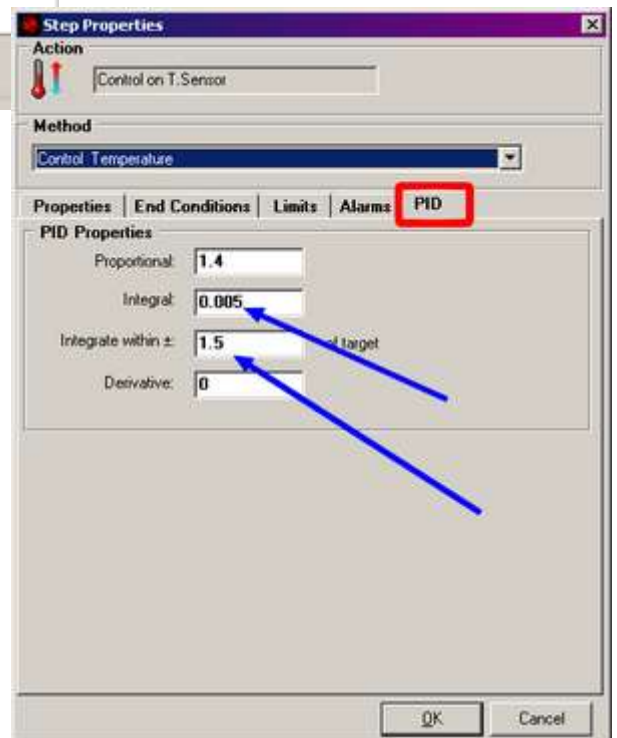 Step Properties
Action
Control on T.Sensor
Method
Control Temperature
Properties End Conditions Limits Alarms PID
PID Properties
Proportional: 1.4
Integral: 0.005
Integrate within ±: 1.5 of target
Derivative: 0
OK Cancel